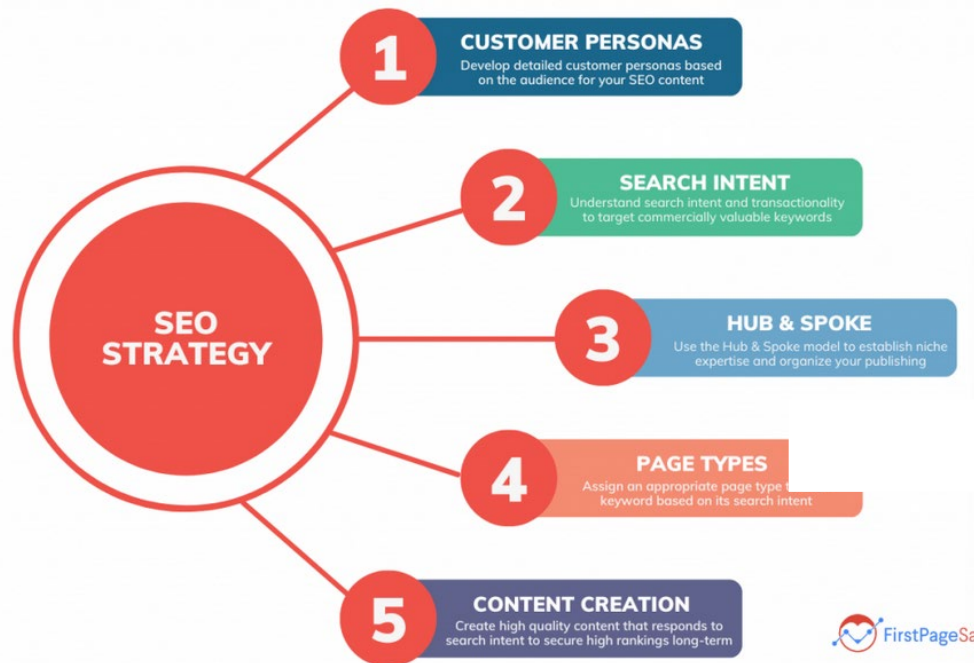 1
CUSTOMER PERSONAS
Develop detailed customer personas based
on the audience for your SEO content
2
SEARCH INTENT
Understand search intent and transactionality
to target commercially valuable keywords
SEO
STRATEGY
3
HUB & SPOKE
Use the Hub & Spoke model to establish niche
expertise and organize your publishing
4
PAGE TYPES
Assign an appropriate page type
keyword based on its search intent
5
CONTENT CREATION
Create high quality content that responds to
search intent to secure high rankings long-term
FirstPageSa